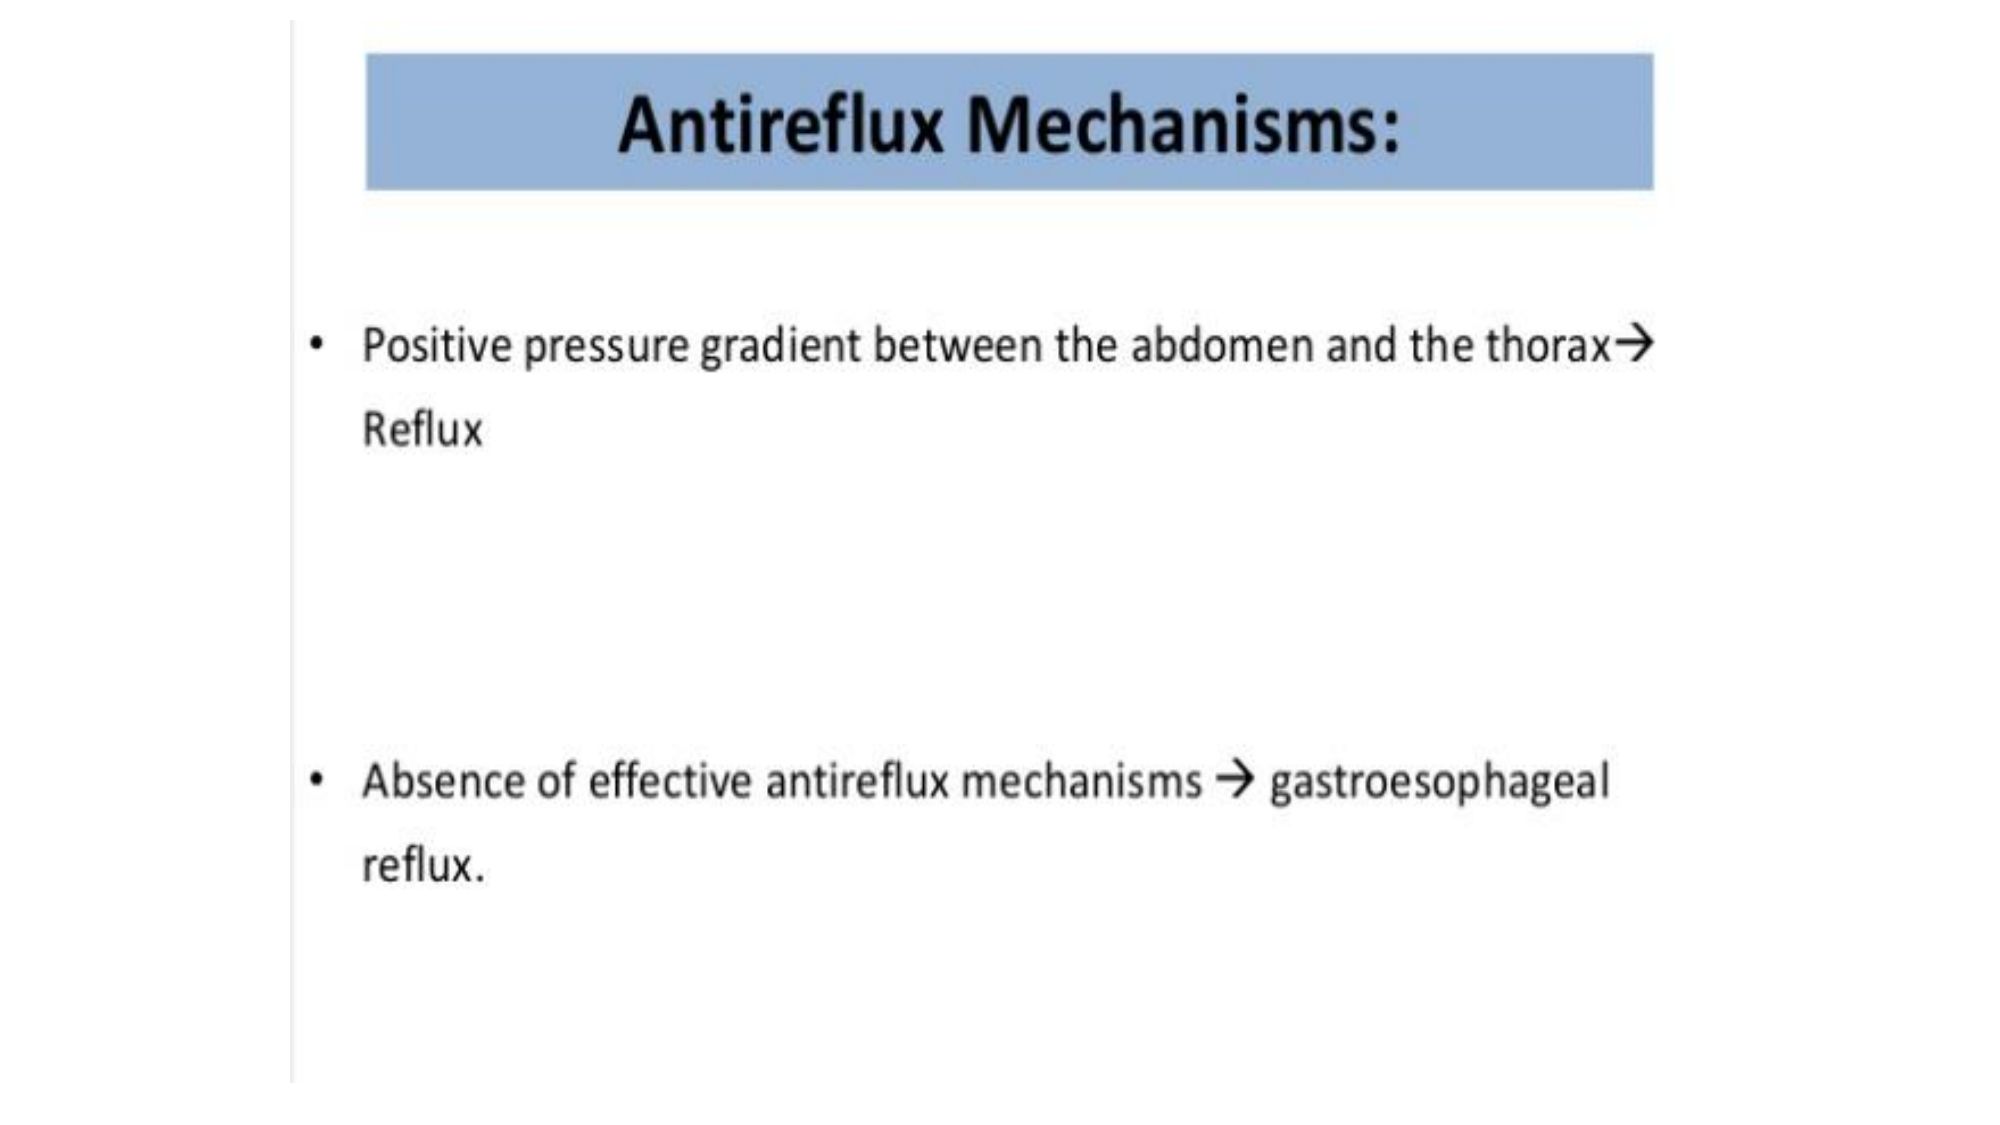 Antireflux Mechanisms:
• Positive pressure gradient between the abdomen and the thorax→
Reflux
• Absence of effective antireflux mechanisms → gastroesophageal
reflux.